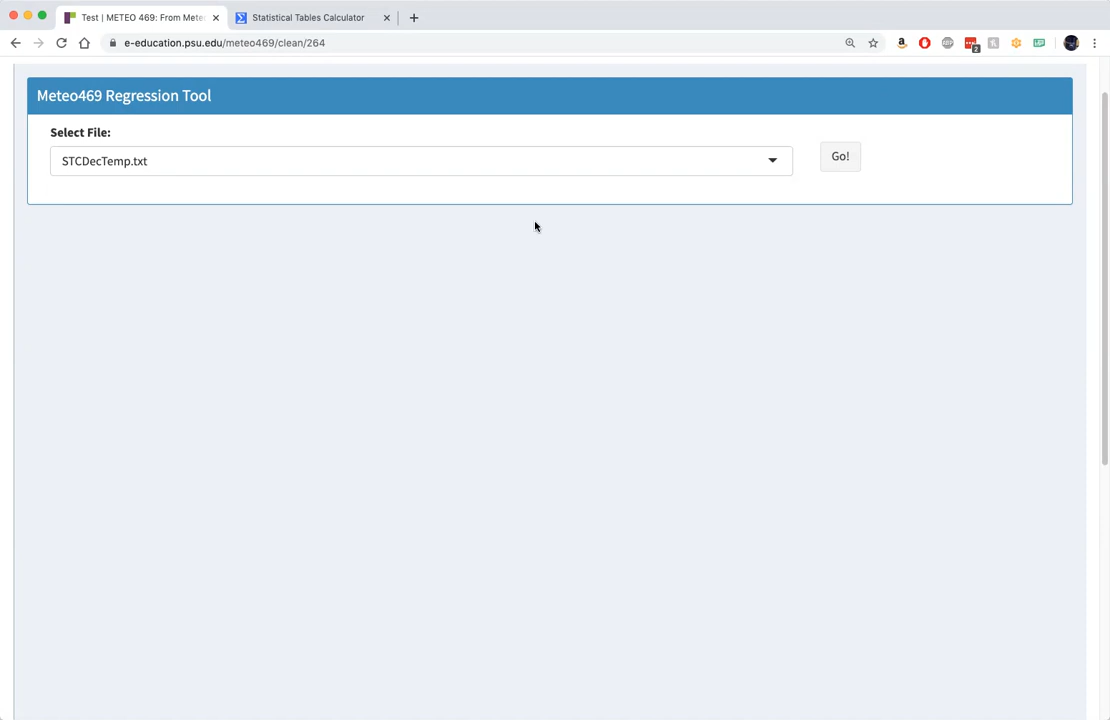 Test | METEO 469: From Mete
Statistical Tables Calculator
e-education.psu.edu/meteo469/clean/264
2
Meteo469 Regression Tool
Select File:
STCDecTemp.txt
Go!